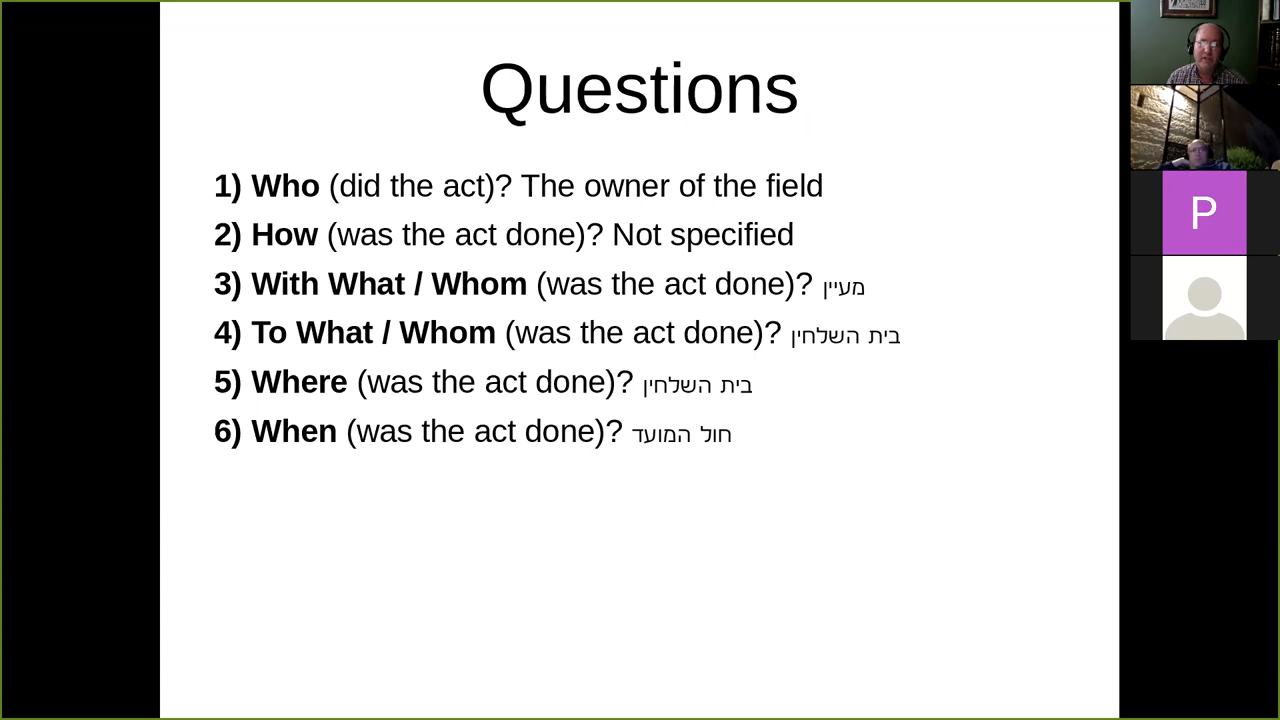 Questions
1) Who (did the act)? The owner of the field
2) How (was the act done)? Not specified
3) With What / Whom (was the act done)? מעיין
4) To What / Whom (was the act done)? בית השלחין
5) Where (was the act done)? בית השלחין
6) When (was the act done)? חול המועד
P